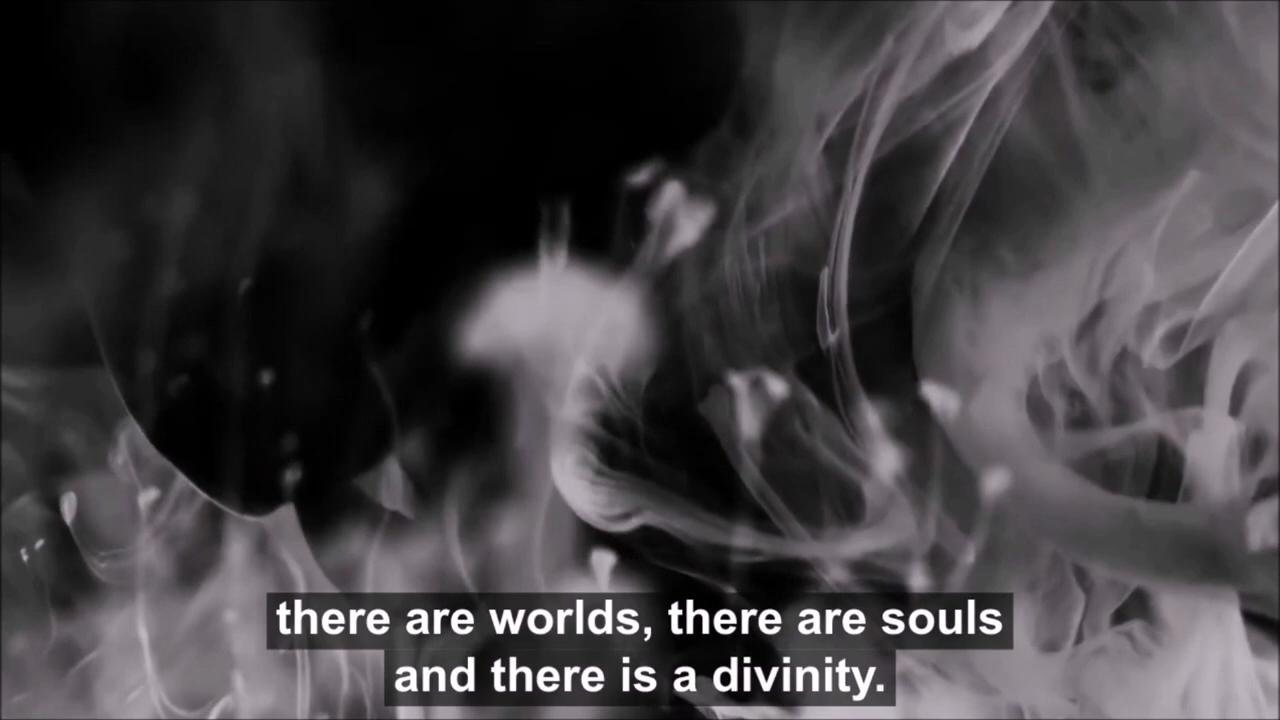 there are worlds, there are souls
and there is a divinity.